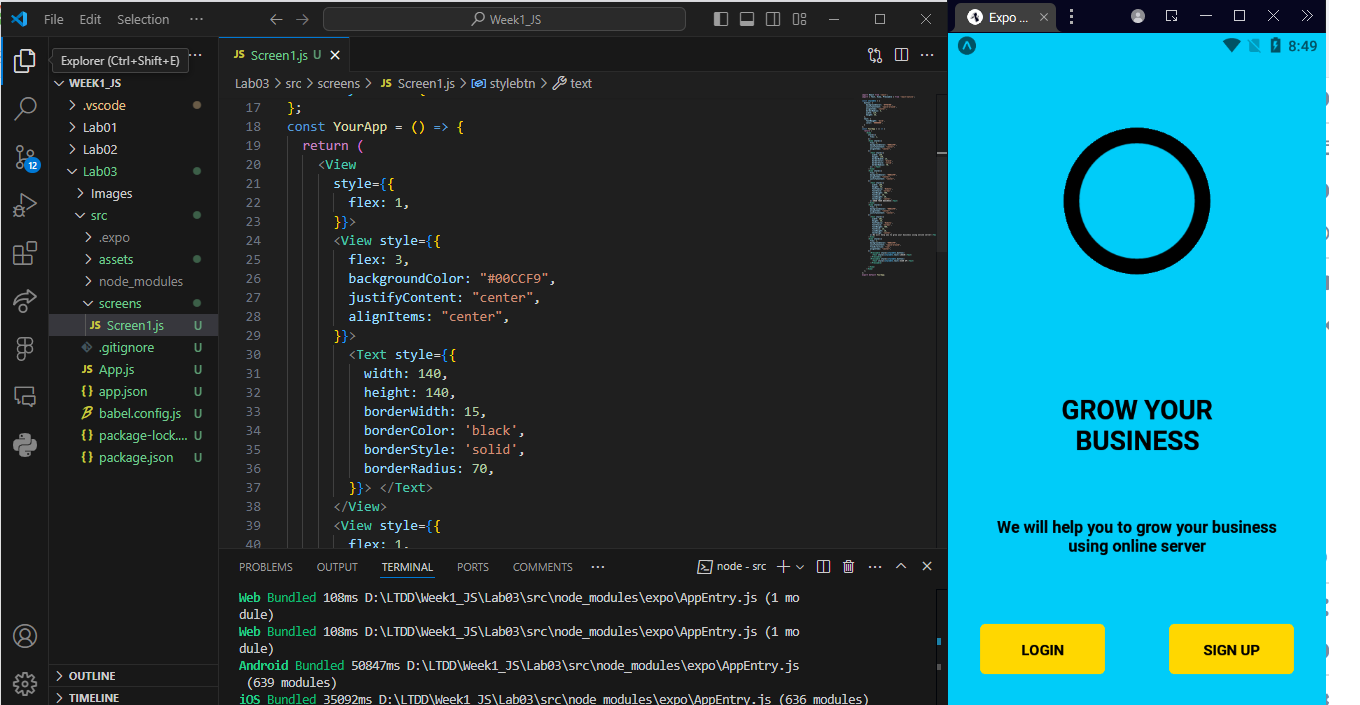 File Edit Selection ··· Week1_JS
Explorer (Ctrl+Shift+E) ···
WEEK1_JS
.vscode
Lab01
Lab02
Lab03
Images
src
.expo
assets
node_modules
screens
JS Screen1.js U
.gitignore U
JS App.js U
{} app.json U
babel.config.js U
{} package-lock.... U
{} package.json U
OUTLINE
TIMELINE
12
JS Screen1.js U
Lab03 > src > screens > JS Screen1.js > stylebtn > text
17 };
18 const YourApp = () => {
19 return (
20 <View
21 style={{
22 flex: 1,
23 }}>
24 <View style={{
25 flex: 3,
26 backgroundColor: "#00CCF9",
27 justifyContent: "center",
28 alignItems: "center",
29 }}>
30 <Text style={{
31 width: 140,
32 height: 140,
33 borderWidth: 15,
34 borderColor: 'black',
35 borderStyle: 'solid',
36 borderRadius: 70,
37 }}> </Text>
38 </View>
39 <View style={{
40 flex: 1,
PROBLEMS OUTPUT TERMINAL PORTS COMMENTS ··· node - src
Web Bundled 108ms D:\LTDD\Week1_JS\Lab03\src\node_modules\expo\AppEntry.js (1 mo
dule)
Web Bundled 108ms D:\LTDD\Week1_JS\Lab03\src\node_modules\expo\AppEntry.js (1 mo
dule)
Android Bundled 50847ms D:\LTDD\Week1_JS\Lab03\src\node_modules\expo\AppEntry.js
(639 modules)
iOS Bundled 35092ms D:\LTDD\Week1_JS\Lab03\src\node_modules\expo\AppEntry.js (636 modules)
Expo ...
8:49
GROW YOUR
BUSINESS
We will help you to grow your business
using online server
LOGIN SIGN UP